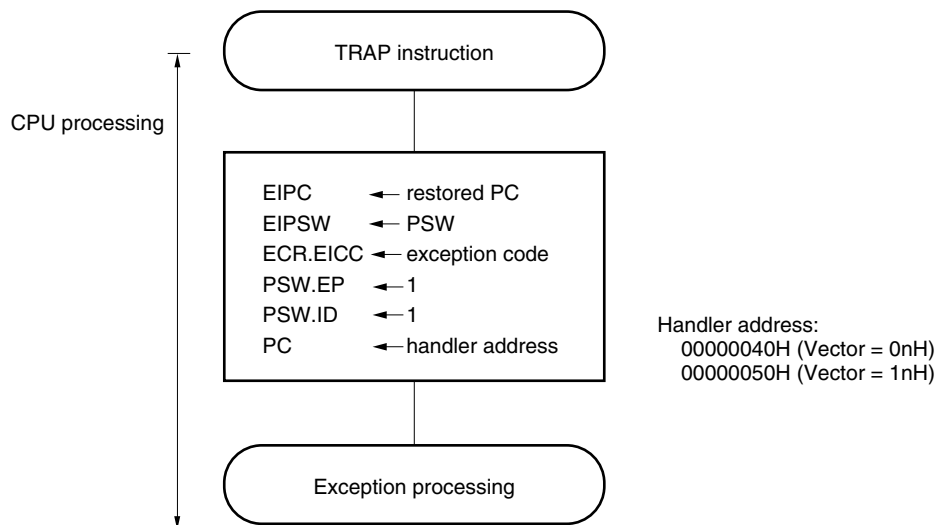 TRAP instruction
CPU processing
EIPC ← restored PC
EIPSW ← PSW
ECR.EICC ← exception code
PSW.EP ← 1
PSW.ID ← 1
PC ← handler address
Handler address:
00000040H (Vector = 0nH)
00000050H (Vector = 1nH)
Exception processing